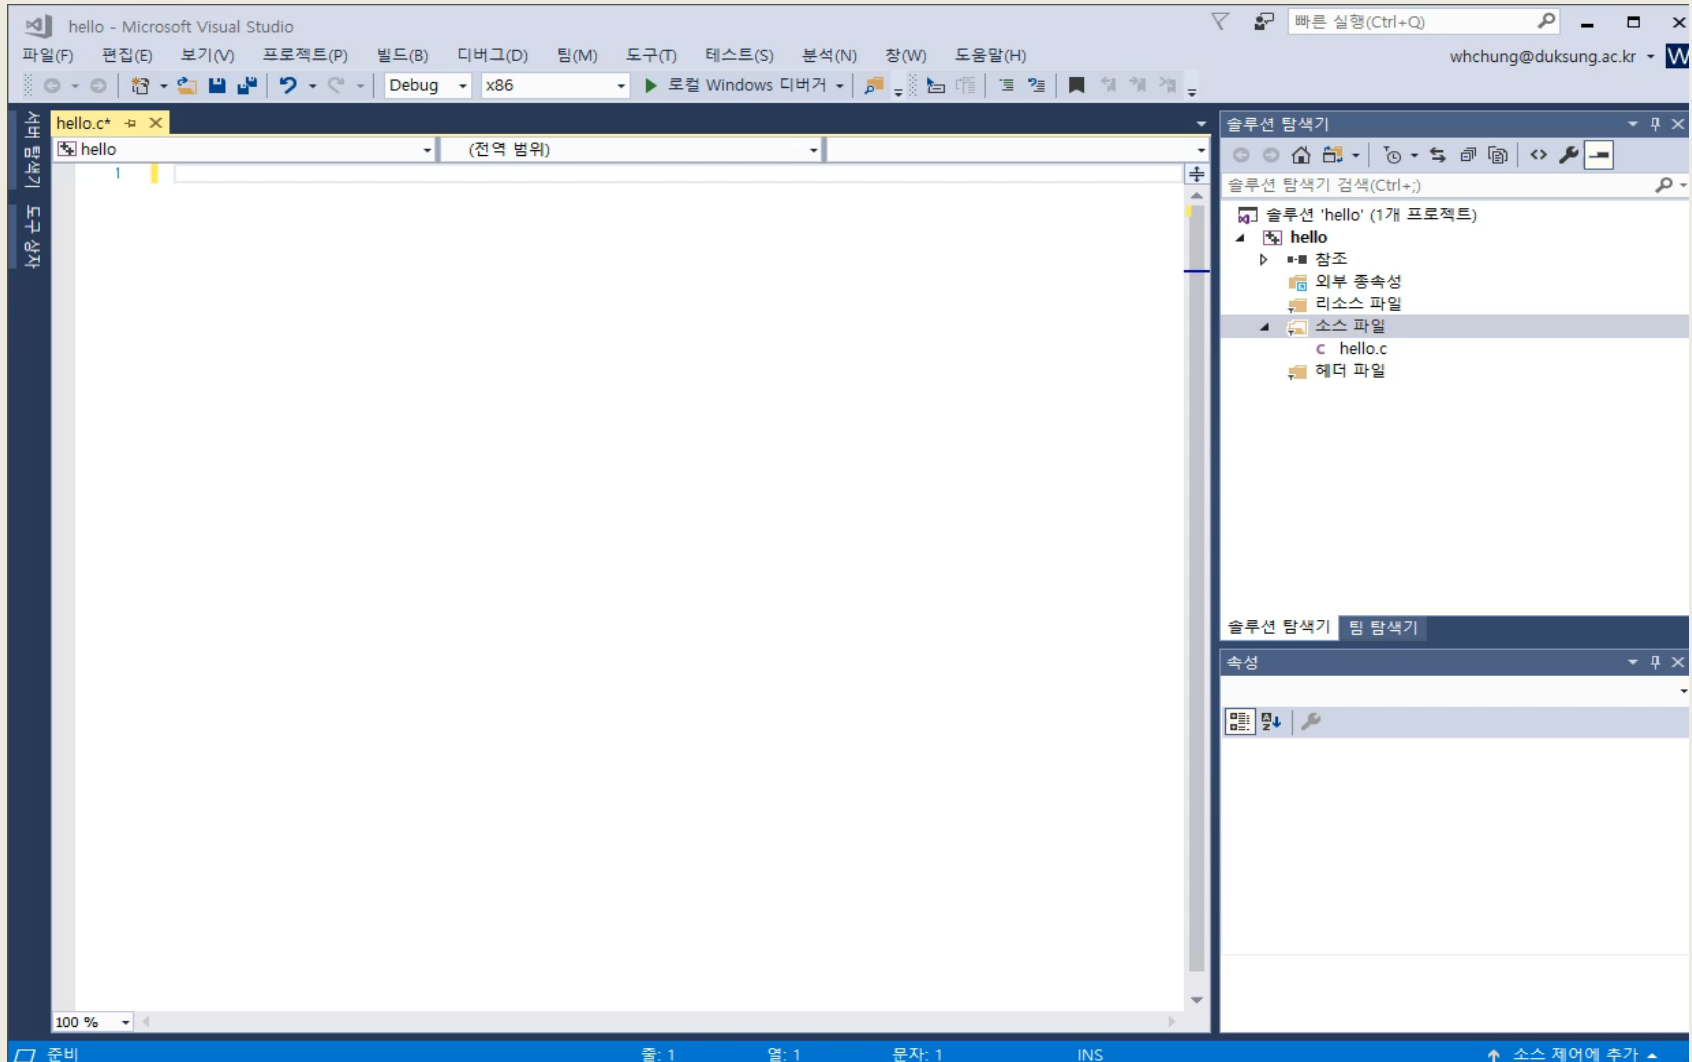 hello - Microsoft Visual Studio
빠른 실행(Ctrl+Q)
파일(F) 편집(E) 보기(V) 프로젝트(P) 빌드(B) 디버그(D) 팀(M) 도구(T) 테스트(S) 분석(N) 창(W) 도움말(H)
whchung@duksung.ac.kr W
Debug x86 로컬 Windows 디버거
서버 탐색기
도구 상자
hello.c*
hello (전역 범위)
1
100 %
솔루션 탐색기
솔루션 탐색기 검색(Ctrl+;)
솔루션 'hello' (1개 프로젝트)
hello
참조
외부 종속성
리소스 파일
소스 파일
c hello.c
헤더 파일
솔루션 탐색기 팀 탐색기
속성
준비 줄: 1 열: 1 문자: 1 INS 소스 제어에 추가